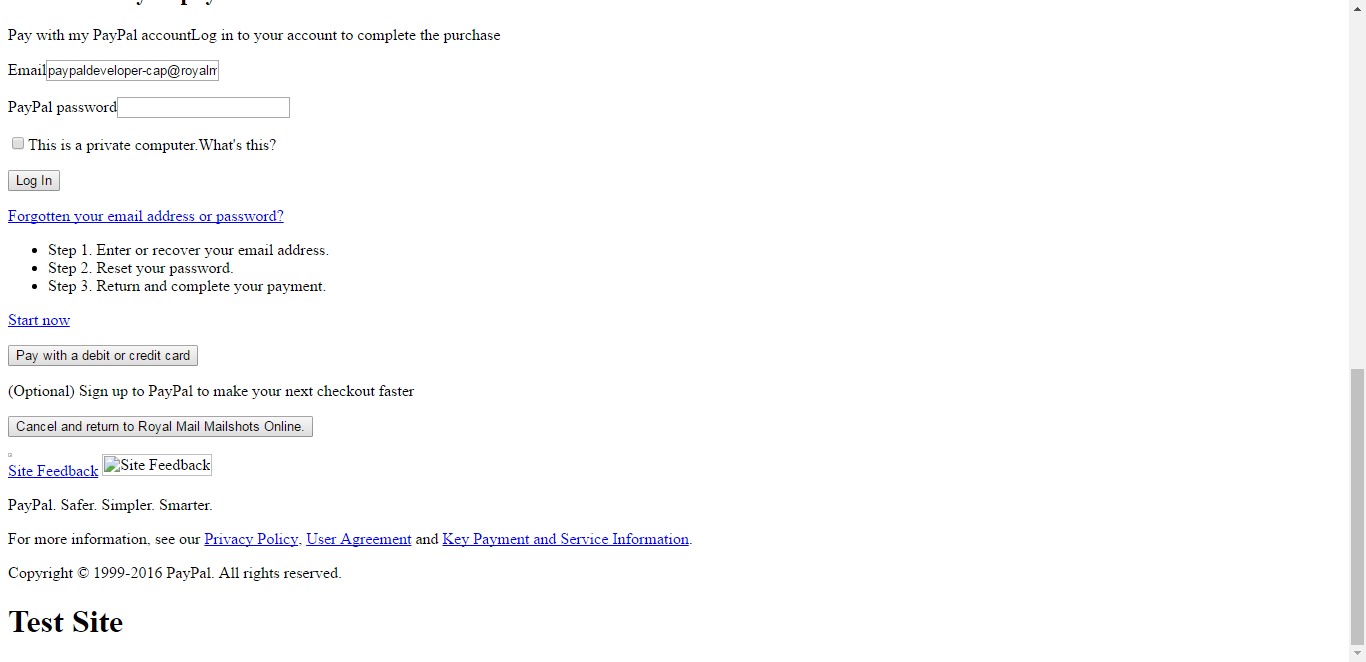 Pay with my PayPal accountLog in to your account to complete the purchase
Email paypaldeveloper-cap@royalm
PayPal password
This is a private computer.What's this?
Log In
Forgotten your email address or password?
Step 1. Enter or recover your email address.
Step 2. Reset your password.
Step 3. Return and complete your payment.
Start now
Pay with a debit or credit card
(Optional) Sign up to PayPal to make your next checkout faster
Cancel and return to Royal Mail Mailshots Online.
Site Feedback Site Feedback
PayPal. Safer. Simpler. Smarter.
For more information, see our Privacy Policy, User Agreement and Key Payment and Service Information.
Copyright © 1999-2016 PayPal. All rights reserved.
Test Site